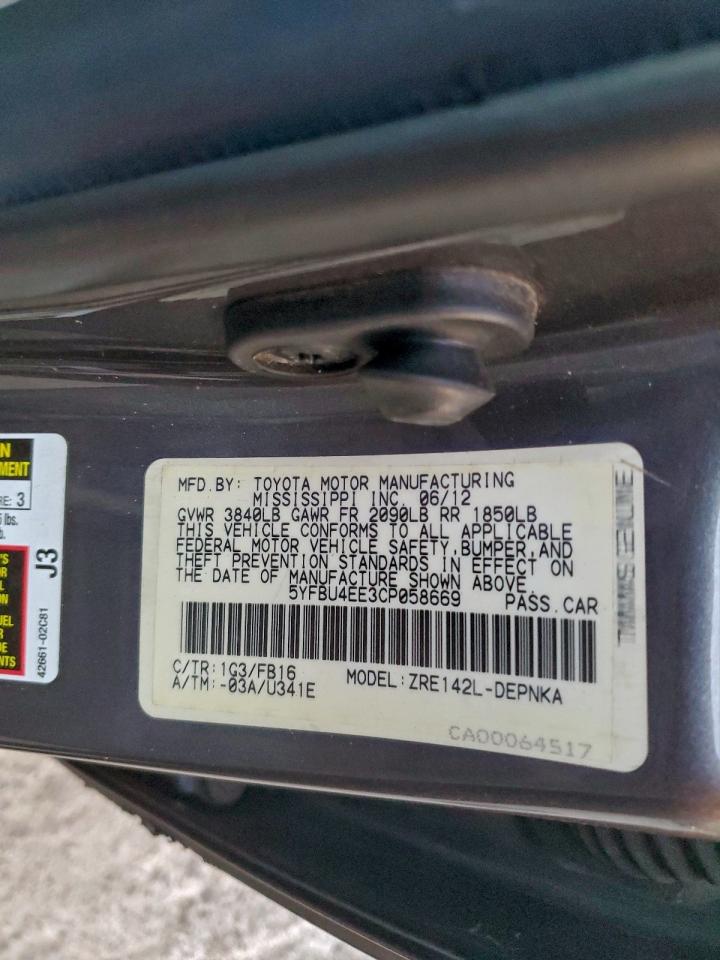 MFD.BY: TOYOTA MOTOR MANUFACTURING
MISSISSIPPI INC. 06/12
GVWR 3840LB GAWR FR 2090LB RR 1850LB
THIS VEHICLE CONFORMS TO ALL APPLICABLE
FEDERAL MOTOR VEHICLE SAFETY,BUMPER,AND
THEFT PREVENTION STANDARDS IN EFFECT ON
THE DATE OF MANUFACTURE SHOWN ABOVE.
5YFBU4EE3CP058669 PASS.CAR
C/TR:1G3/FB16
A/TM:-03A/U341E
MODEL:ZRE142L-DEPNKA
CA00064517
J3
42661-02C81
3
lbs.